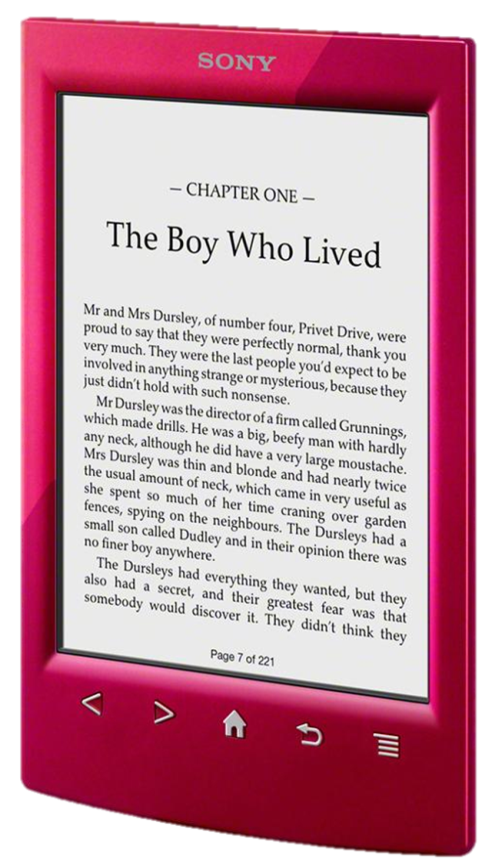 SONY
– CHAPTER ONE –
The Boy Who Lived
Mr and Mrs Dursley, of number four, Privet Drive, were
proud to say that they were perfectly normal, thank you
very much. They were the last people you'd expect to be
involved in anything strange or mysterious, because they
just didn't hold with such nonsense.
Mr Dursley was the director of a firm called Grunnings,
which made drills. He was a big, beefy man with hardly
any neck, although he did have a very large moustache.
Mrs Dursley was thin and blonde and had nearly twice
the usual amount of neck, which came in very useful as
she spent so much of her time craning over garden
fences, spying on the neighbours. The Dursleys had a
small son called Dudley and in their opinion there was
no finer boy anywhere.
The Dursleys had everything they wanted, but they
also had a secret, and their greatest fear was that
somebody would discover it. They didn't think they
Page 7 of 221